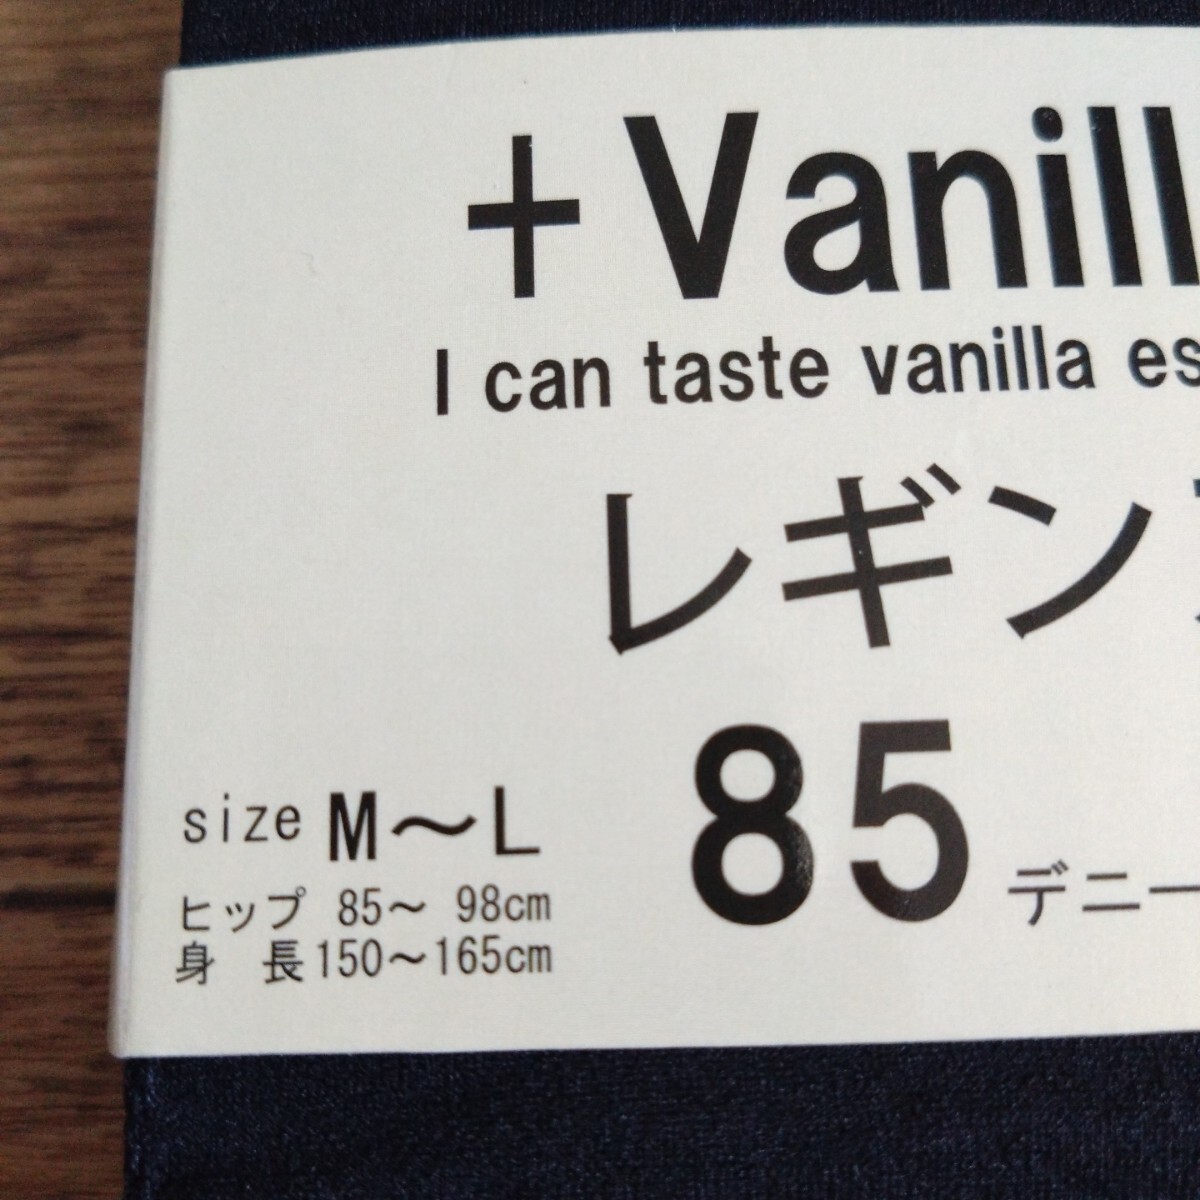 +Vanill
I can taste vanilla es
レギン
85 デニー
size M～L
ヒップ 85～ 98cm
身 長150～165cm